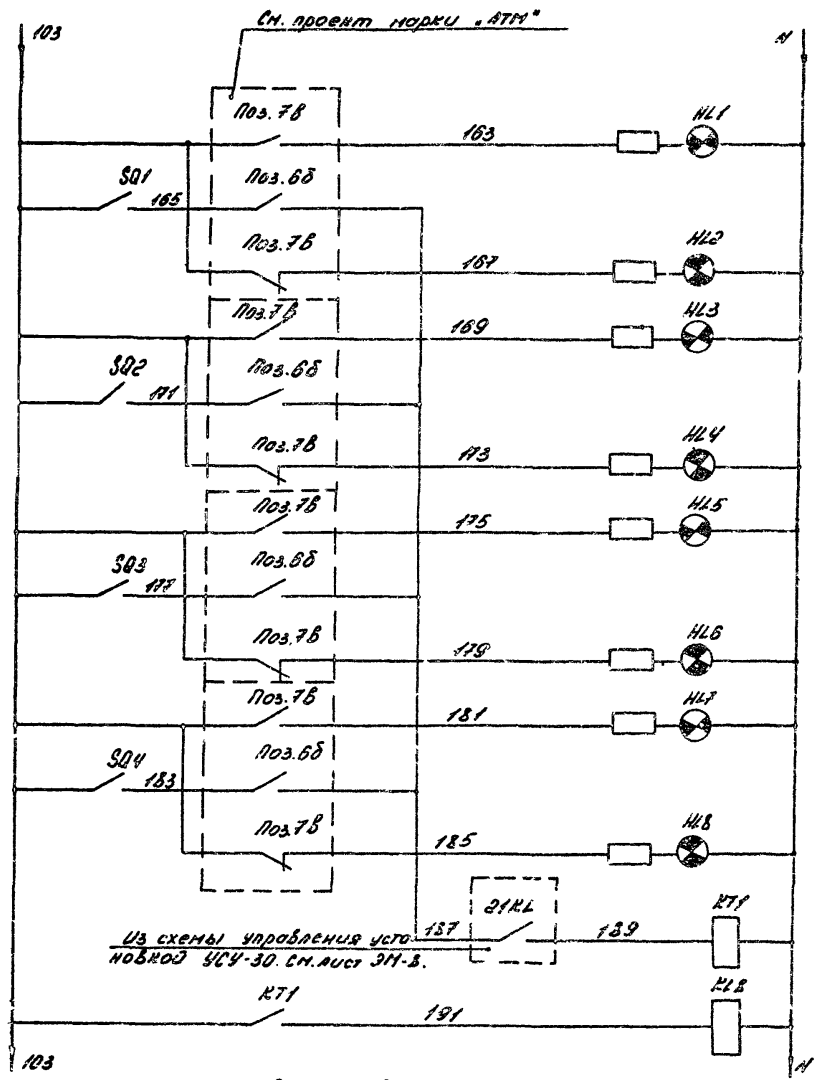 См. проект марки „АТМ"
103
N
Поз. 7В
163
HL1
SQ1
165
Поз. 6б
Поз. 7В
167
HL2
Поз. 7В
169
HL3
SQ2
171
Поз. 6б
Поз. 7В
173
HL4
Поз. 7В
175
HL5
SQ3
177
Поз. 6б
Поз. 7В
179
HL6
Поз. 7В
181
HL7
SQ4
183
Поз. 6б
Поз. 7В
185
HL8
187
21KL
189
KT1
Из схемы управления уста
новкой УСУ-30. См. лист ЭМ-8.
KT1
191
KL8
103
N